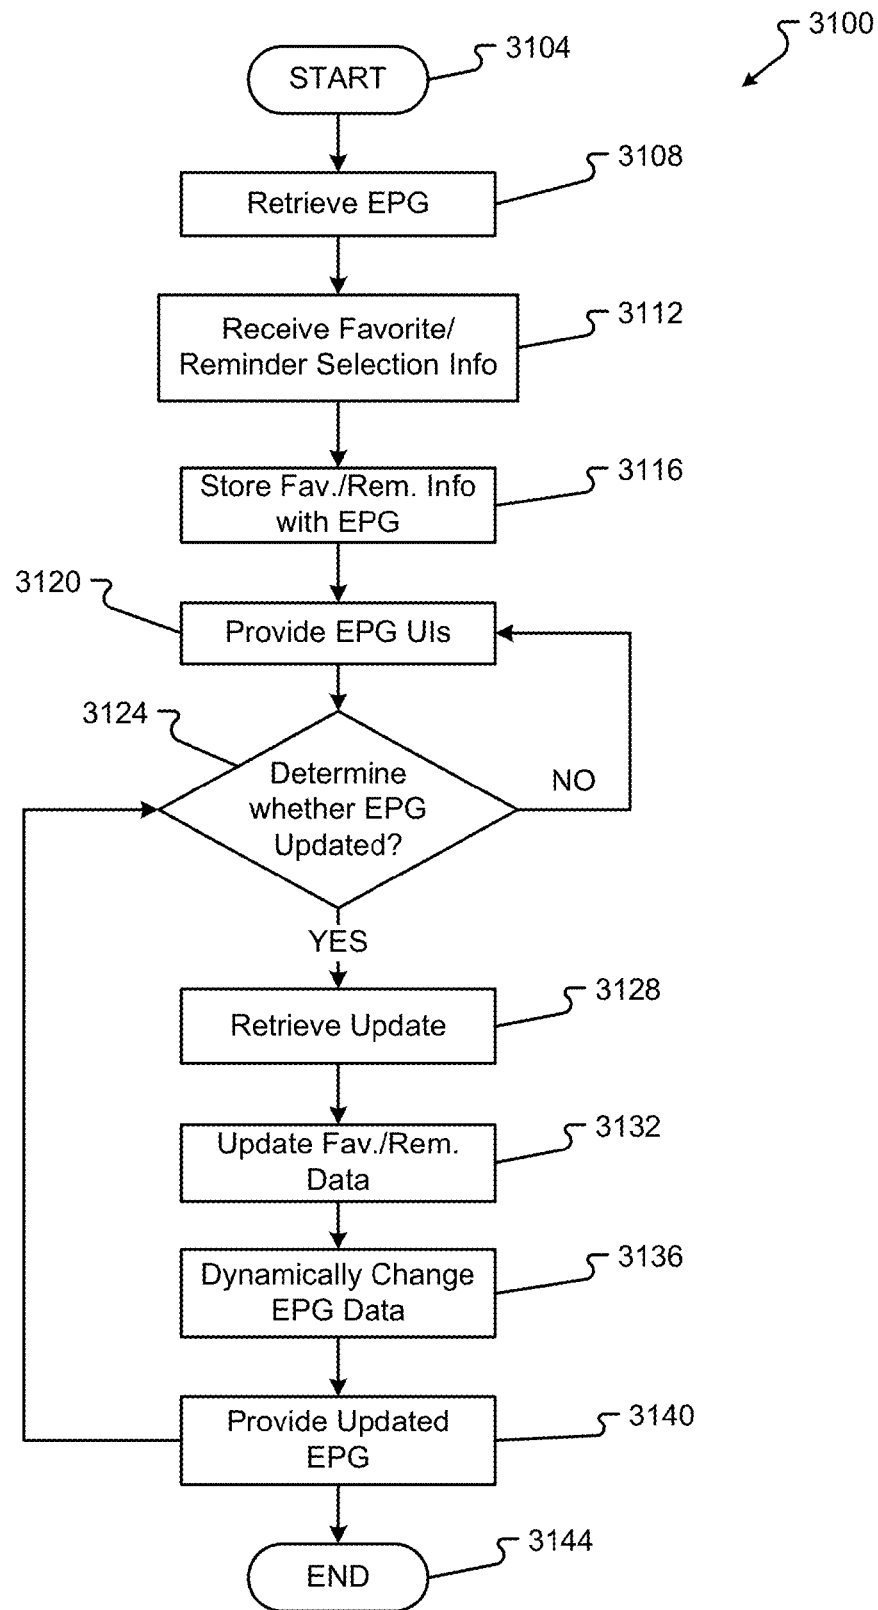 3100
START
3104
Retrieve EPG
3108
Receive Favorite/
Reminder Selection Info
3112
Store Fav./Rem. Info
with EPG
3116
3120
Provide EPG UIs
3124
Determine
whether EPG
Updated?
NO
YES
Retrieve Update
3128
Update Fav./Rem.
Data
3132
Dynamically Change
EPG Data
3136
Provide Updated
EPG
3140
END
3144